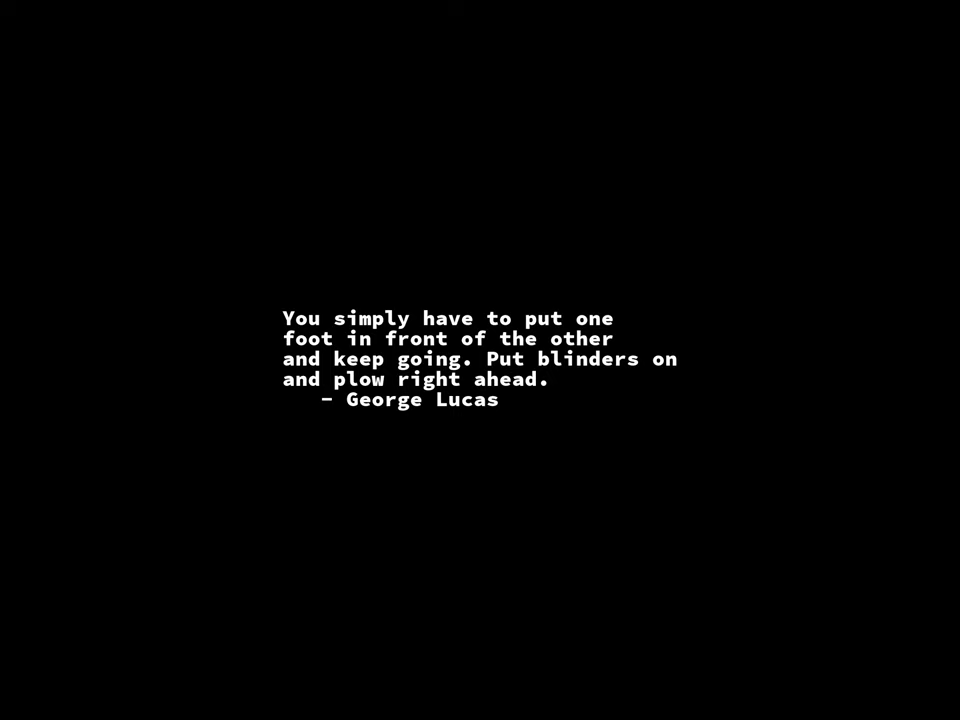 You simply have to put one
foot in front of the other
and keep going. Put blinders on
and plow right ahead.
– George Lucas